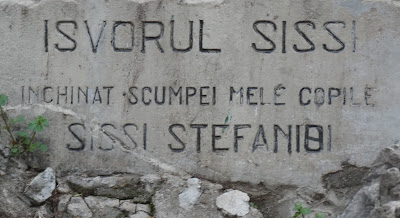 ISVORUL SISSI
INCHINAT SCUMPEI MELE COPILE
SISSI STEFANIDI